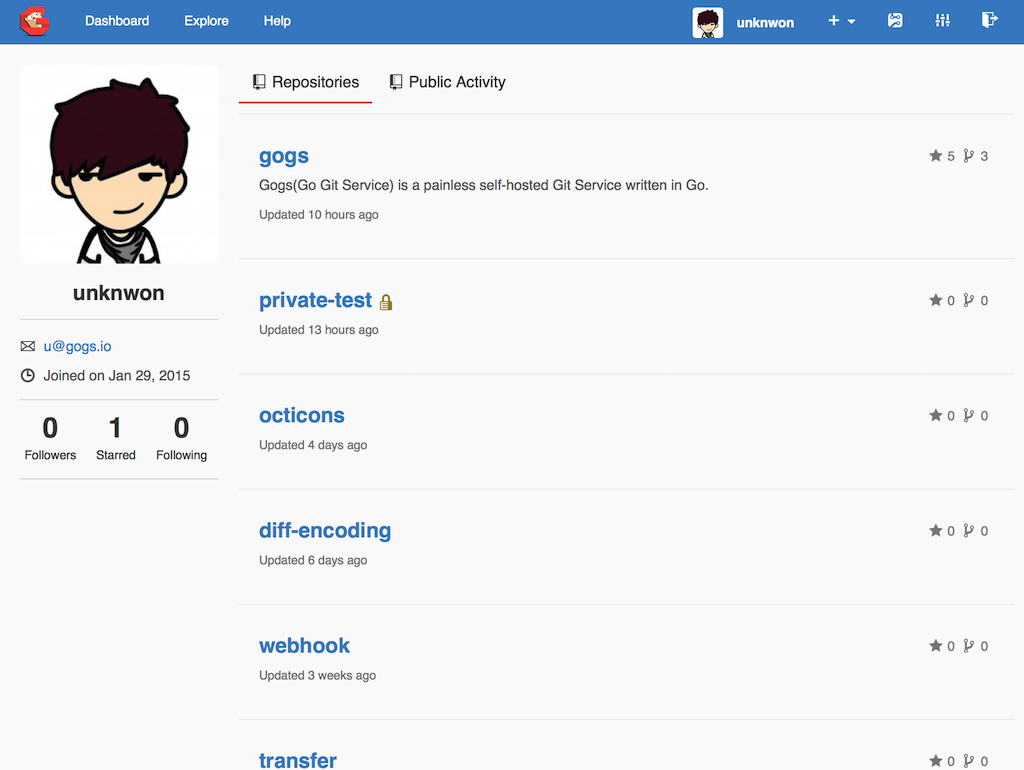 Dashboard Explore Help unknwon +
Repositories Public Activity
unknwon
u@gogs.io
Joined on Jan 29, 2015
0 1 0
Followers Starred Following
gogs 5 3
Gogs(Go Git Service) is a painless self-hosted Git Service written in Go.
Updated 10 hours ago
private-test 0 0
Updated 13 hours ago
octicons 0 0
Updated 4 days ago
diff-encoding 0 0
Updated 6 days ago
webhook 0 0
Updated 3 weeks ago
transfer 0 0